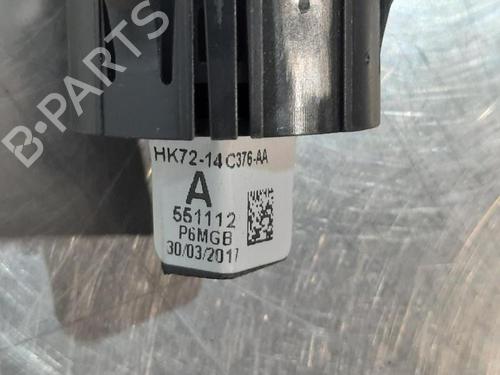 B-PARTS
HK72-14C376-AA
A
551112
P6MGB
30/03/2017